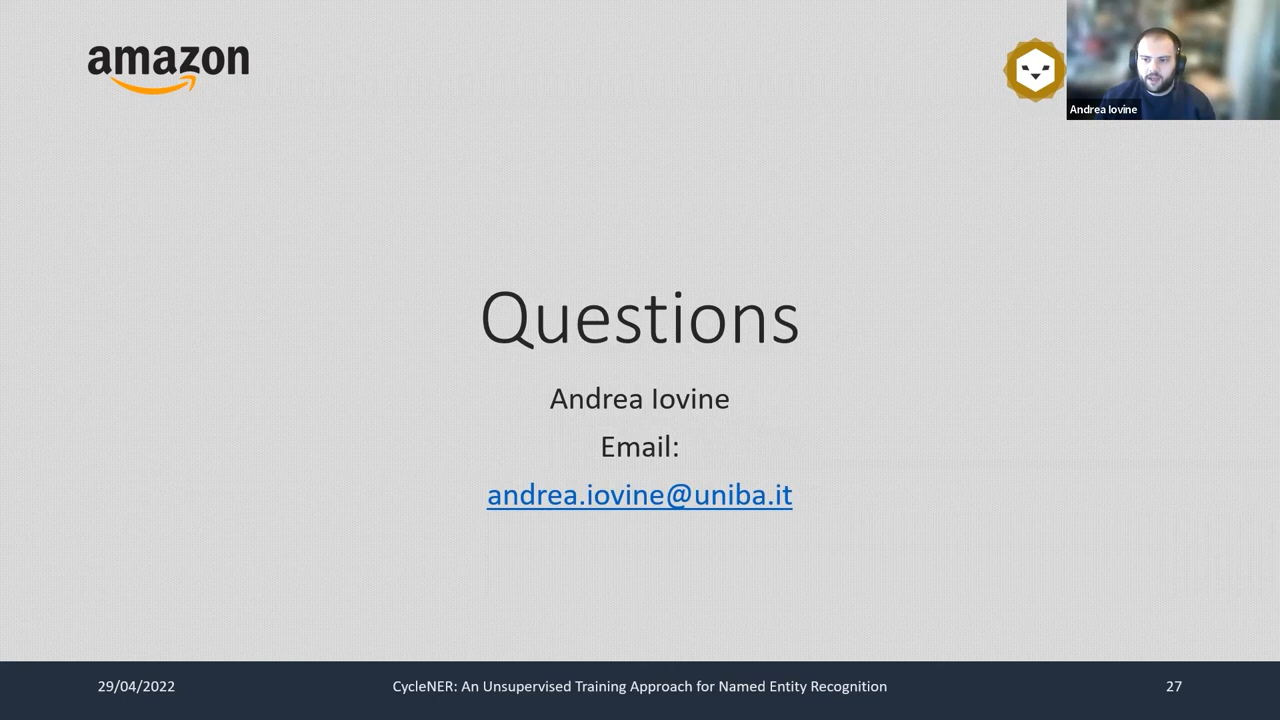 amazon
Andrea Iovine
Questions
Andrea Iovine
Email:
andrea.iovine@uniba.it
29/04/2022
CycleNER: An Unsupervised Training Approach for Named Entity Recognition
27